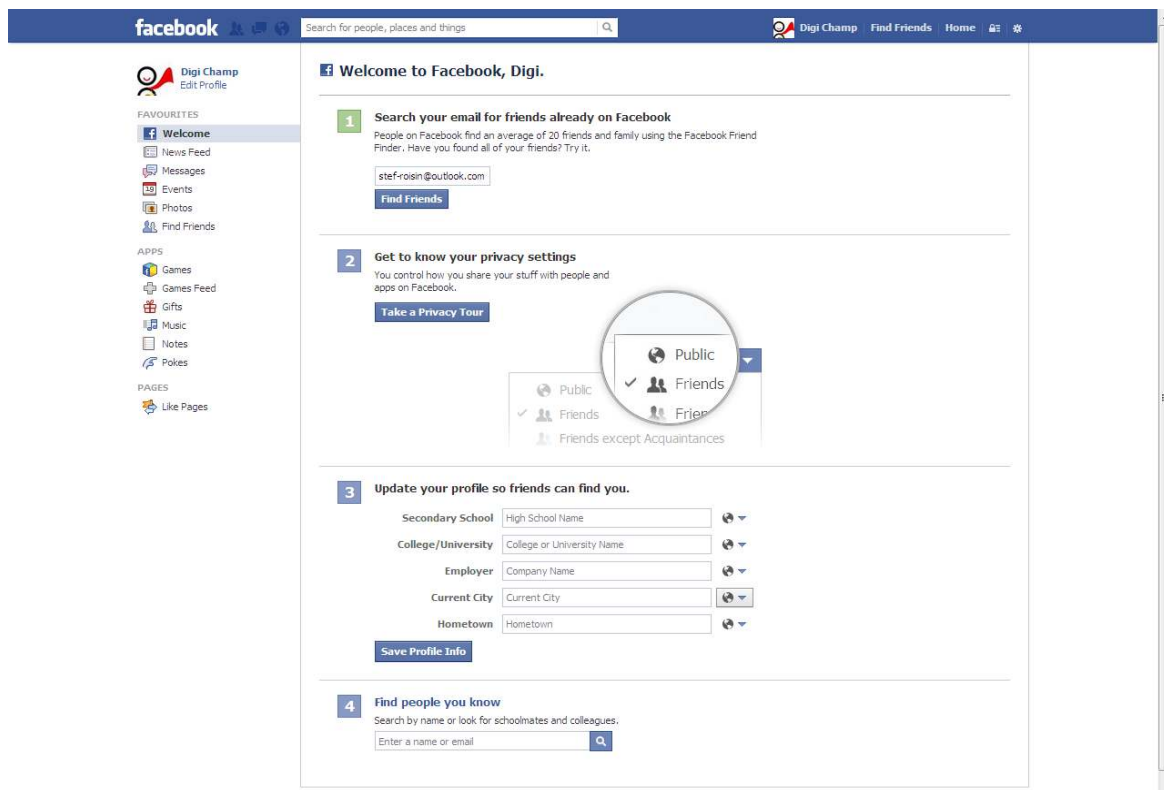 facebook
Search for people, places and things
Digi Champ Find Friends Home
Digi Champ
Edit Profile
FAVOURITES
Welcome
News Feed
Messages
Events
Photos
Find Friends
APPS
Games
Games Feed
Gifts
Music
Notes
Pokes
PAGES
Like Pages
Welcome to Facebook, Digi.
1 Search your email for friends already on Facebook
People on Facebook find an average of 20 friends and family using the Facebook Friend
Finder. Have you found all of your friends? Try it.
stef-roisin@outlook.com
Find Friends
2 Get to know your privacy settings
You control how you share your stuff with people and
apps on Facebook.
Take a Privacy Tour
Public
Friends
Frien
Public
Friends
Friends except Acquaintances
3 Update your profile so friends can find you.
Secondary School High School Name
College/University College or University Name
Employer Company Name
Current City Current City
Hometown Hometown
Save Profile Info
4 Find people you know
Search by name or look for schoolmates and colleagues.
Enter a name or email